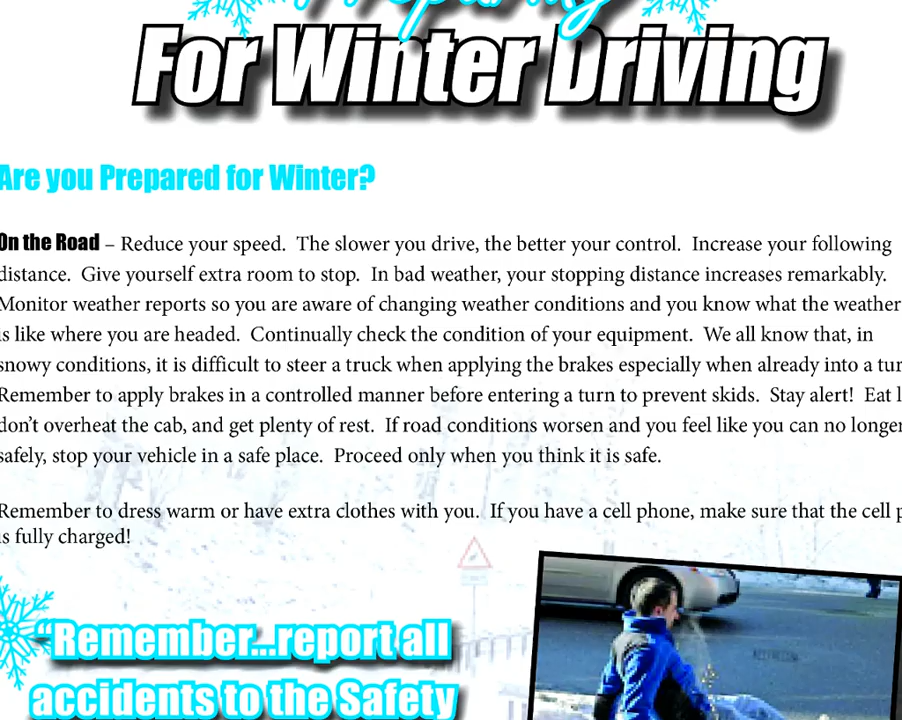 Preparing
For Winter Driving
Are you Prepared for Winter?
On the Road – Reduce your speed.  The slower you drive, the better your control.  Increase your following
distance.  Give yourself extra room to stop.  In bad weather, your stopping distance increases remarkably.
Monitor weather reports so you are aware of changing weather conditions and you know what the weather
is like where you are headed.  Continually check the condition of your equipment.  We all know that, in
snowy conditions, it is difficult to steer a truck when applying the brakes especially when already into a tur
Remember to apply brakes in a controlled manner before entering a turn to prevent skids.  Stay alert!  Eat l
don't overheat the cab, and get plenty of rest.  If road conditions worsen and you feel like you can no longer
safely, stop your vehicle in a safe place.  Proceed only when you think it is safe.
Remember to dress warm or have extra clothes with you.  If you have a cell phone, make sure that the cell p
is fully charged!
"Remember...report all
accidents to the Safety